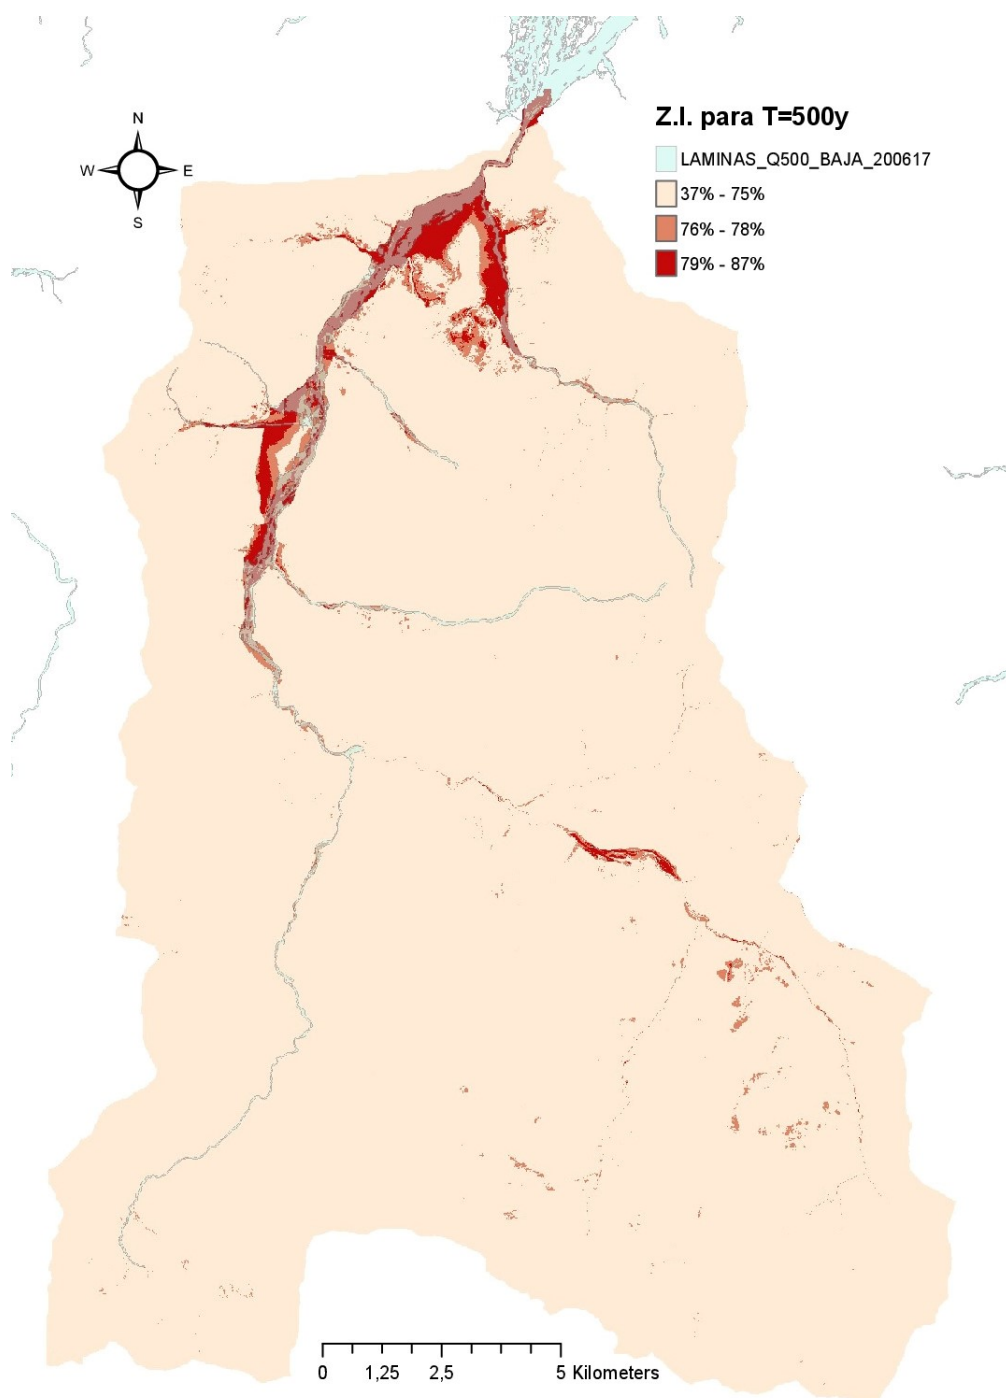 N
W E
S
Z.I. para T=500y
LAMINAS_Q500_BAJA_200617
37% - 75%
76% - 78%
79% - 87%
0 1,25 2,5 5 Kilometers